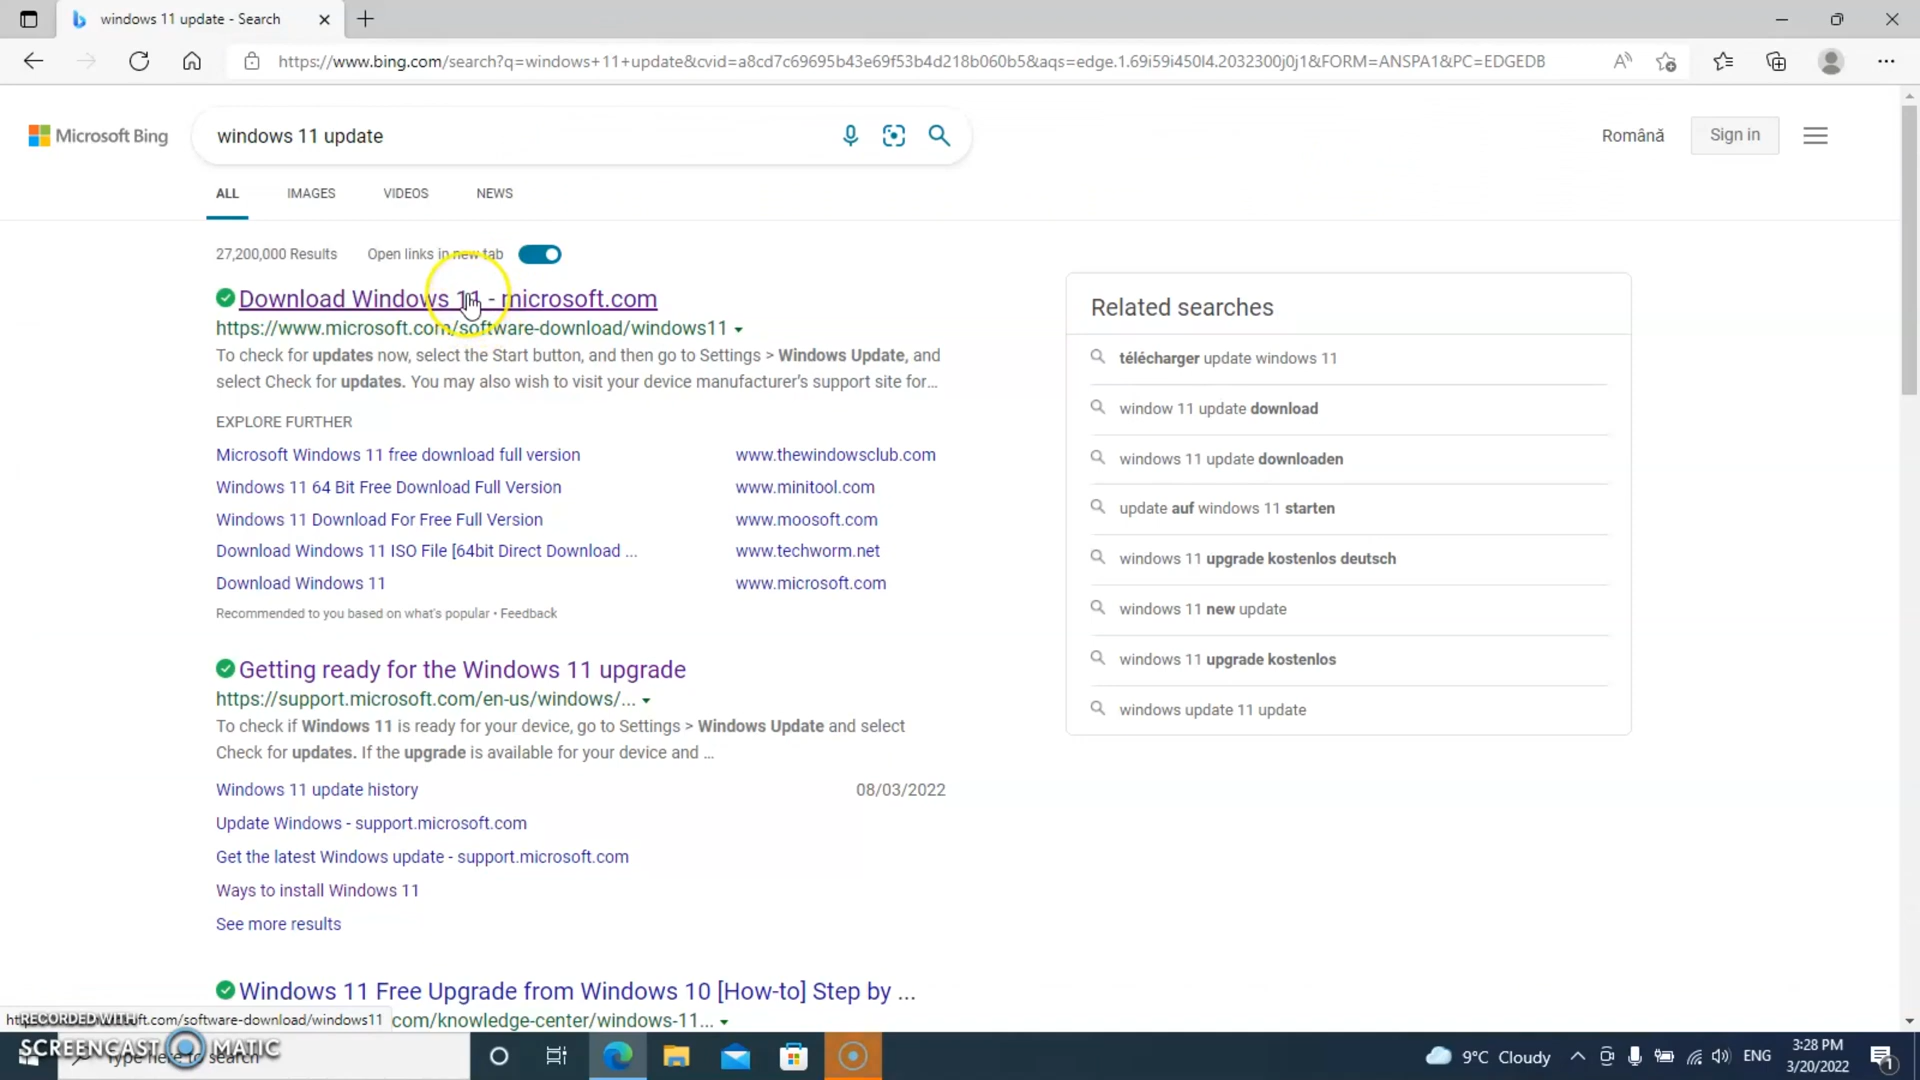 windows 11 update - Search
https://www.bing.com/search?q=windows+11+update&cvid=a8cd7c69695b43e69f53b4d218b060b5&aqs=edge.1.69i59i450l4.2032300j0j1&FORM=ANSPA1&PC=EDGEDB
Microsoft Bing
windows 11 update
Română
Sign in
ALL IMAGES VIDEOS NEWS
27,200,000 Results Open links in new tab
Download Windows 11 - microsoft.com
https://www.microsoft.com/software-download/windows11
To check for updates now, select the Start button, and then go to Settings > Windows Update, and
select Check for updates. You may also wish to visit your device manufacturer's support site for...
EXPLORE FURTHER
Microsoft Windows 11 free download full version www.thewindowsclub.com
Windows 11 64 Bit Free Download Full Version www.minitool.com
Windows 11 Download For Free Full Version www.moosoft.com
Download Windows 11 ISO File [64bit Direct Download ... www.techworm.net
Download Windows 11 www.microsoft.com
Recommended to you based on what's popular • Feedback
Getting ready for the Windows 11 upgrade
https://support.microsoft.com/en-us/windows/...
To check if Windows 11 is ready for your device, go to Settings > Windows Update and select
Check for updates. If the upgrade is available for your device and ...
Windows 11 update history 08/03/2022
Update Windows - support.microsoft.com
Get the latest Windows update - support.microsoft.com
Ways to install Windows 11
See more results
Windows 11 Free Upgrade from Windows 10 [How-to] Step by ...
com/knowledge-center/windows-11...
Related searches
télécharger update windows 11
window 11 update download
windows 11 update downloaden
update auf windows 11 starten
windows 11 upgrade kostenlos deutsch
windows 11 new update
windows 11 upgrade kostenlos
windows update 11 update
RECORDED WITH
oft.com/software-download/windows11
SCREENCAST MATIC
Type here to search
9°C Cloudy
ENG
3:28 PM
3/20/2022
1